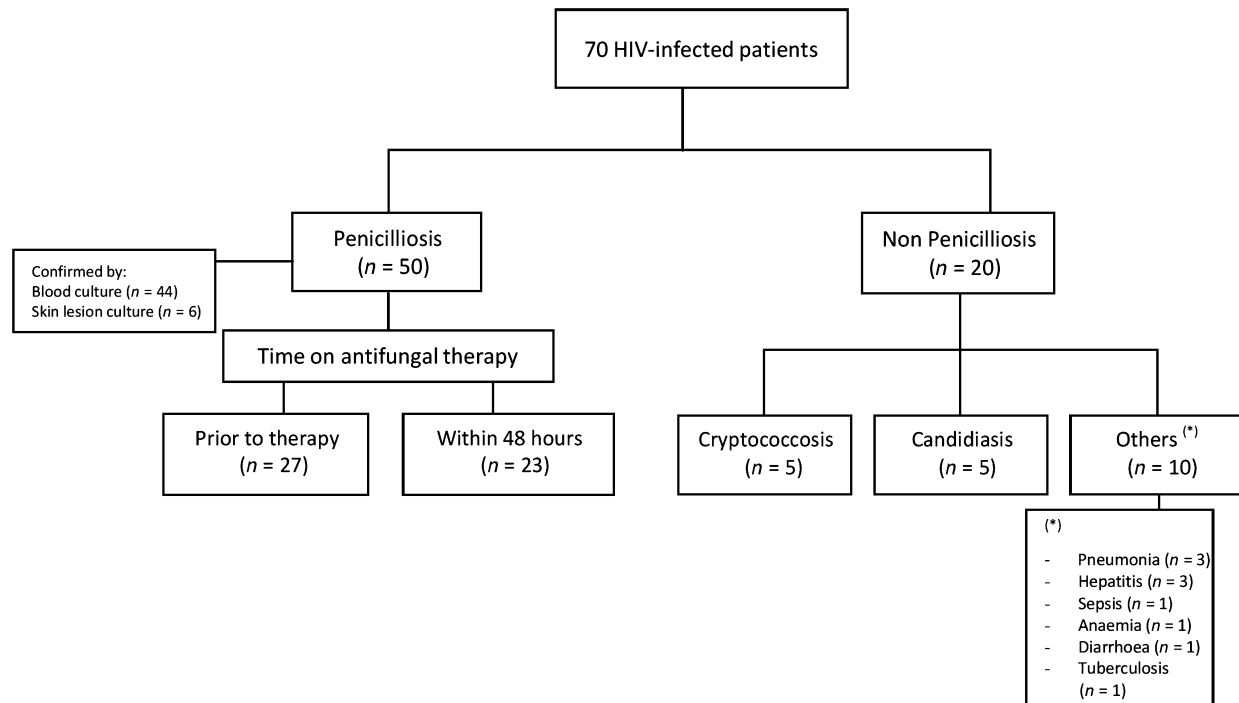 70 HIV-infected patients
Penicilliosis
(n = 50)
Non Penicilliosis
(n = 20)
Confirmed by:
Blood culture (n = 44)
Skin lesion culture (n = 6)
Time on antifungal therapy
Prior to therapy
(n = 27)
Within 48 hours
(n = 23)
Cryptococcosis
(n = 5)
Candidiasis
(n = 5)
Others (*)
(n = 10)
(*)
- Pneumonia (n = 3)
- Hepatitis (n = 3)
- Sepsis (n = 1)
- Anaemia (n = 1)
- Diarrhoea (n = 1)
- Tuberculosis
(n = 1)